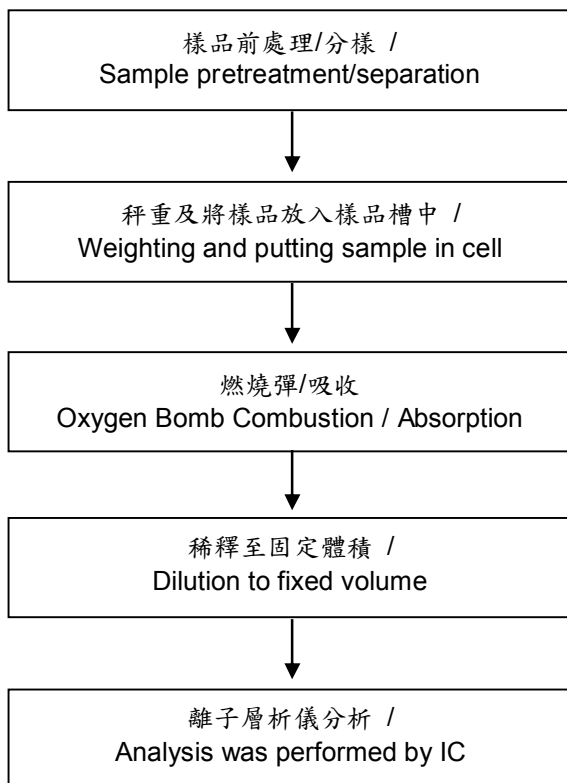 樣品前處理/分樣 /
Sample pretreatment/separation
秤重及將樣品放入樣品槽中 /
Weighting and putting sample in cell
燃燒彈/吸收
Oxygen Bomb Combustion / Absorption
稀釋至固定體積 /
Dilution to fixed volume
離子層析儀分析 /
Analysis was performed by IC